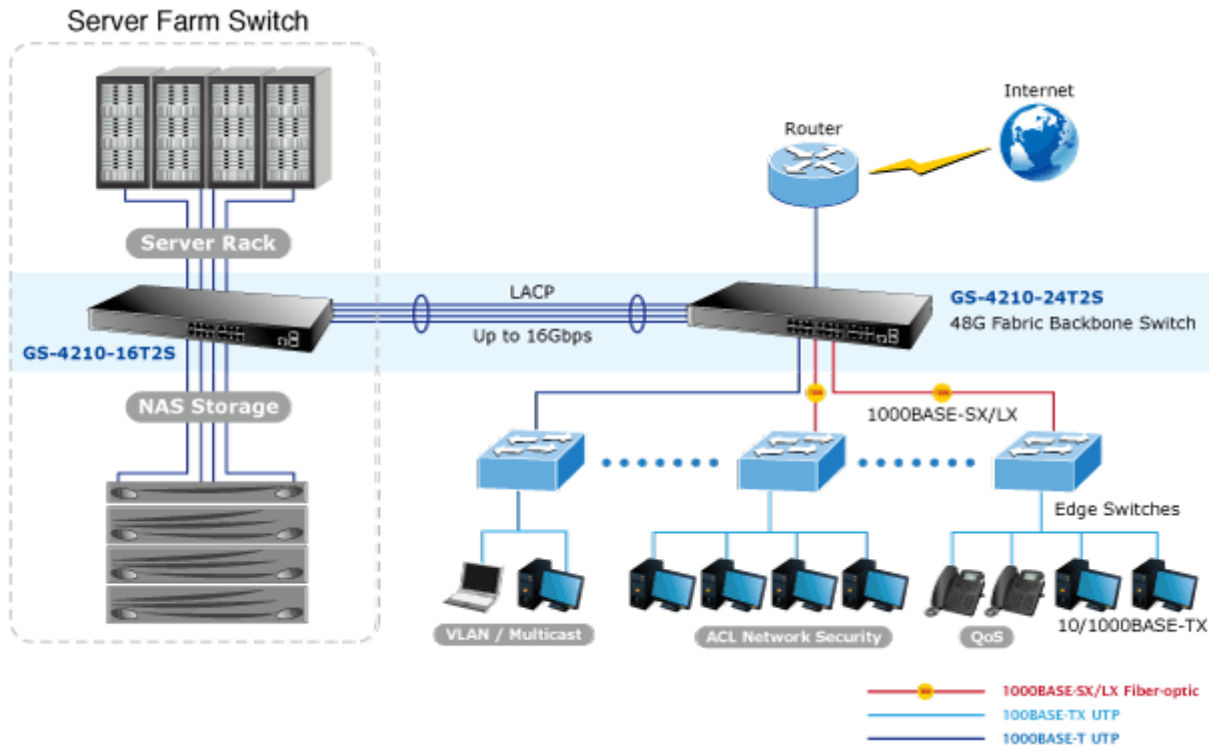 Server Farm Switch
Internet
Router
Server Rack
LACP
GS-4210-24T2S
48G Fabric Backbone Switch
Up to 16Gbps
GS-4210-16T2S
NAS Storage
1000BASE-SX/LX
Edge Switches
VLAN / Multicast
ACL Network Security
QoS
10/1000BASE-TX
1000BASE-SX/LX Fiber-optic
100BASE-TX UTP
1000BASE-T UTP